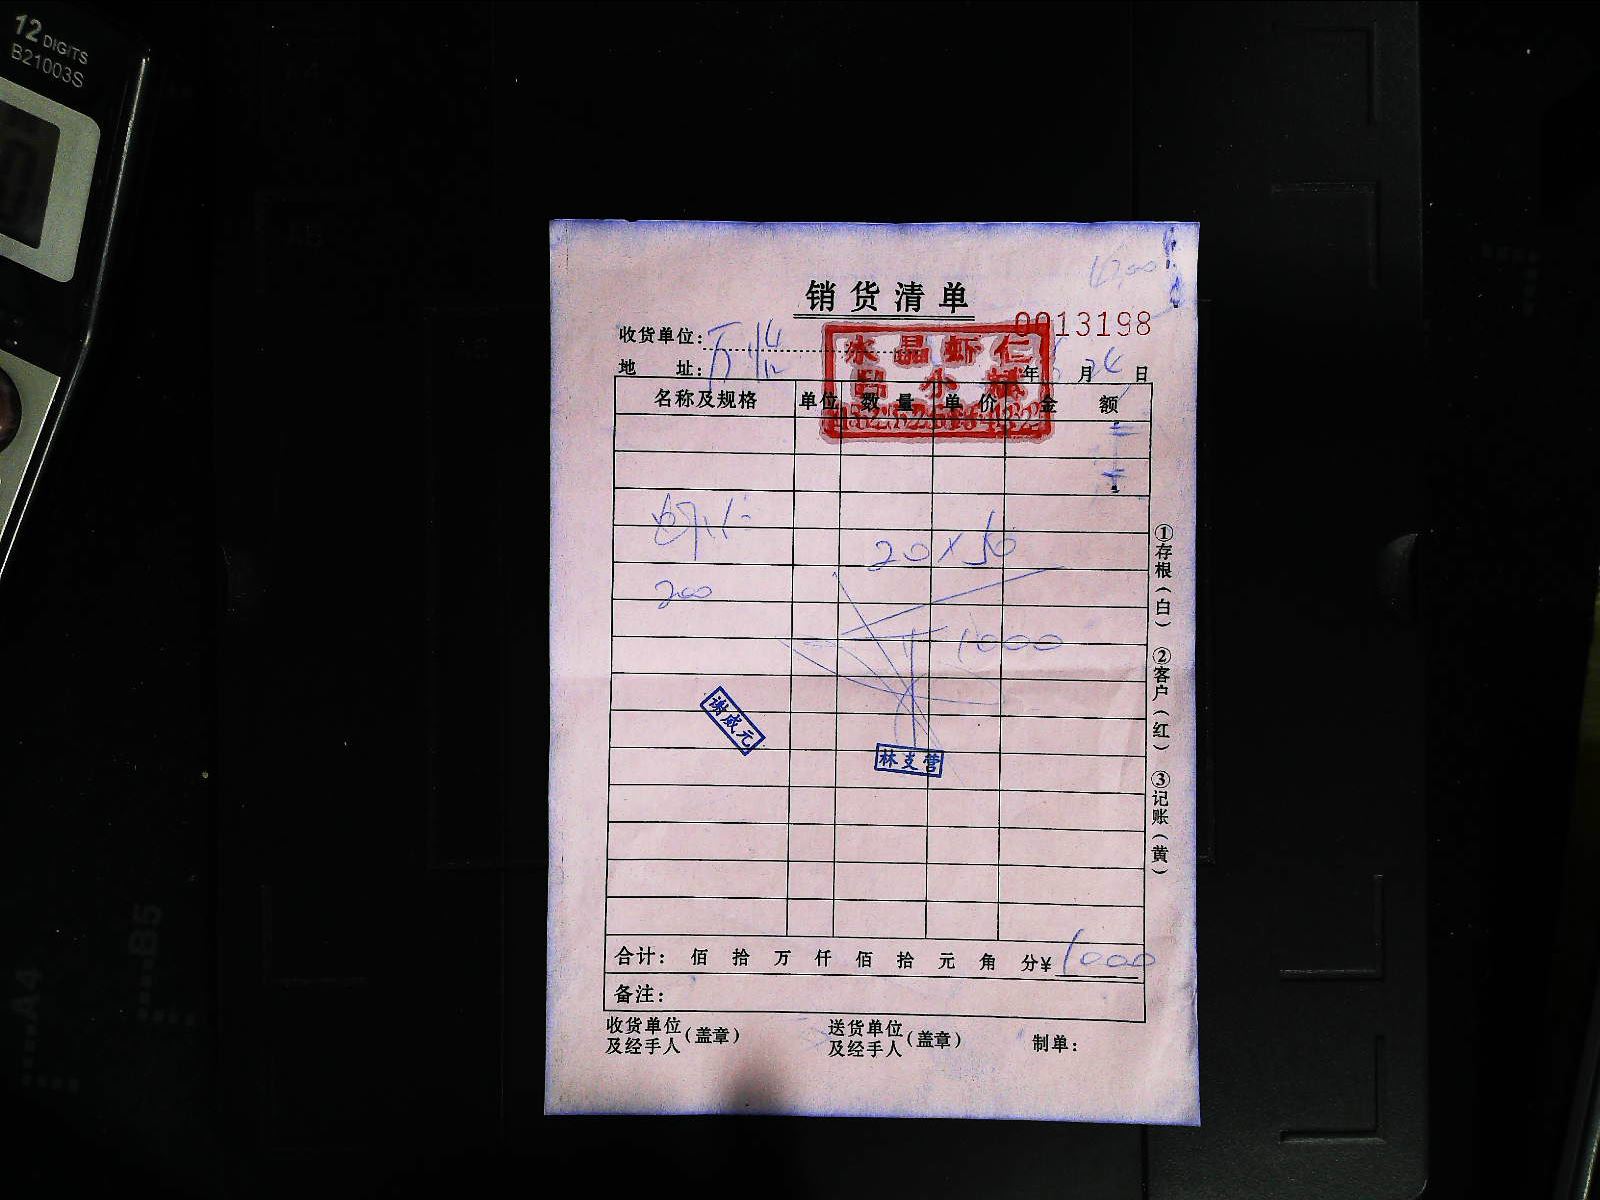 12 DIGITS
B21003S
销货清单
0013198
收货单位：
地址： 年 月 24 日
水晶虾仁
名称及规格 单位 数量 单价 金额
虾仁 20×50
200
1000
谢威元
林支营
合计： 佰 拾 万 仟 佰 拾 元 角 分¥ 1000
备注：
收货单位及经手人（盖章） 送货单位及经手人（盖章） 制单：
①存根（白） ②客户（红） ③记账（黄）
A4
B5